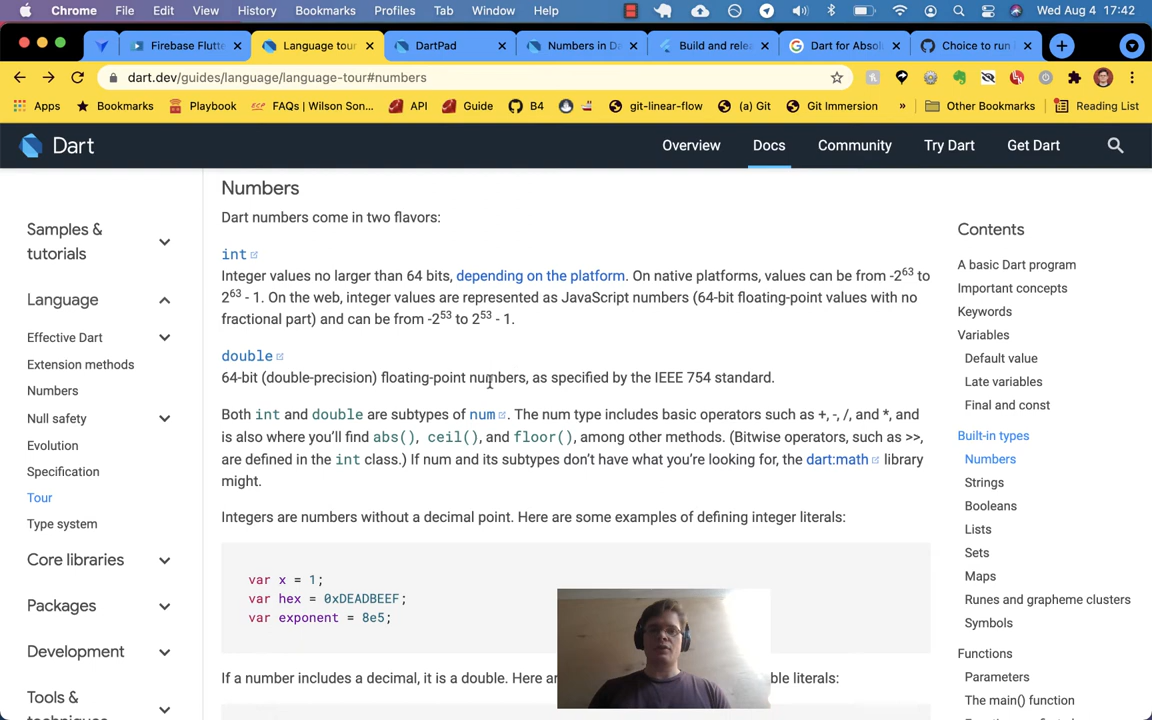 Chrome File Edit View History Bookmarks Profiles Tab Window Help Wed Aug 4 17:42
Firebase Flutte Language tour DartPad Numbers in Da Build and relea Dart for Absol Choice to run
dart.dev/guides/language/language-tour#numbers
Apps Bookmarks Playbook FAQs | Wilson Son... API Guide B4 git-linear-flow (a) Git Git Immersion » Other Bookmarks Reading List
Dart Overview Docs Community Try Dart Get Dart
Samples &
tutorials
Language
Effective Dart
Extension methods
Numbers
Null safety
Evolution
Specification
Tour
Type system
Core libraries
Packages
Development
Tools &
Numbers
Dart numbers come in two flavors:
int
Integer values no larger than 64 bits, depending on the platform. On native platforms, values can be from -2⁶³ to
2⁶³ - 1. On the web, integer values are represented as JavaScript numbers (64-bit floating-point values with no
fractional part) and can be from -2⁵³ to 2⁵³ - 1.
double
64-bit (double-precision) floating-point numbers, as specified by the IEEE 754 standard.
Both int and double are subtypes of num. The num type includes basic operators such as +, -, /, and *, and
is also where you’ll find abs(), ceil(), and floor(), among other methods. (Bitwise operators, such as >>,
are defined in the int class.) If num and its subtypes don’t have what you’re looking for, the dart:math library
might.
Integers are numbers without a decimal point. Here are some examples of defining integer literals:
var x = 1;
var hex = 0xDEADBEEF;
var exponent = 8e5;
If a number includes a decimal, it is a double. Here ble literals:
Contents
A basic Dart program
Important concepts
Keywords
Variables
Default value
Late variables
Final and const
Built-in types
Numbers
Strings
Booleans
Lists
Sets
Maps
Runes and grapheme clusters
Symbols
Functions
Parameters
The main() function